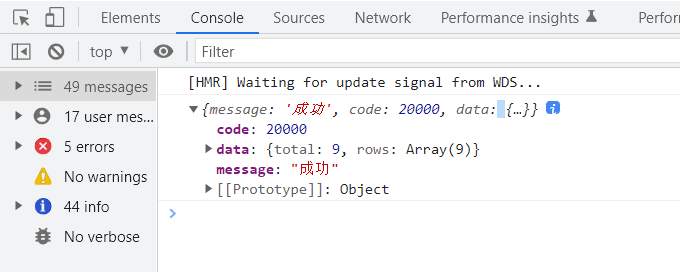 Elements Console Sources Network Performance insights Perfor
top Filter
49 messages
17 user mes...
5 errors
No warnings
44 info
No verbose
[HMR] Waiting for update signal from WDS...
{message: '成功', code: 20000, data: {…}}
code: 20000
data: {total: 9, rows: Array(9)}
message: "成功"
[[Prototype]]: Object